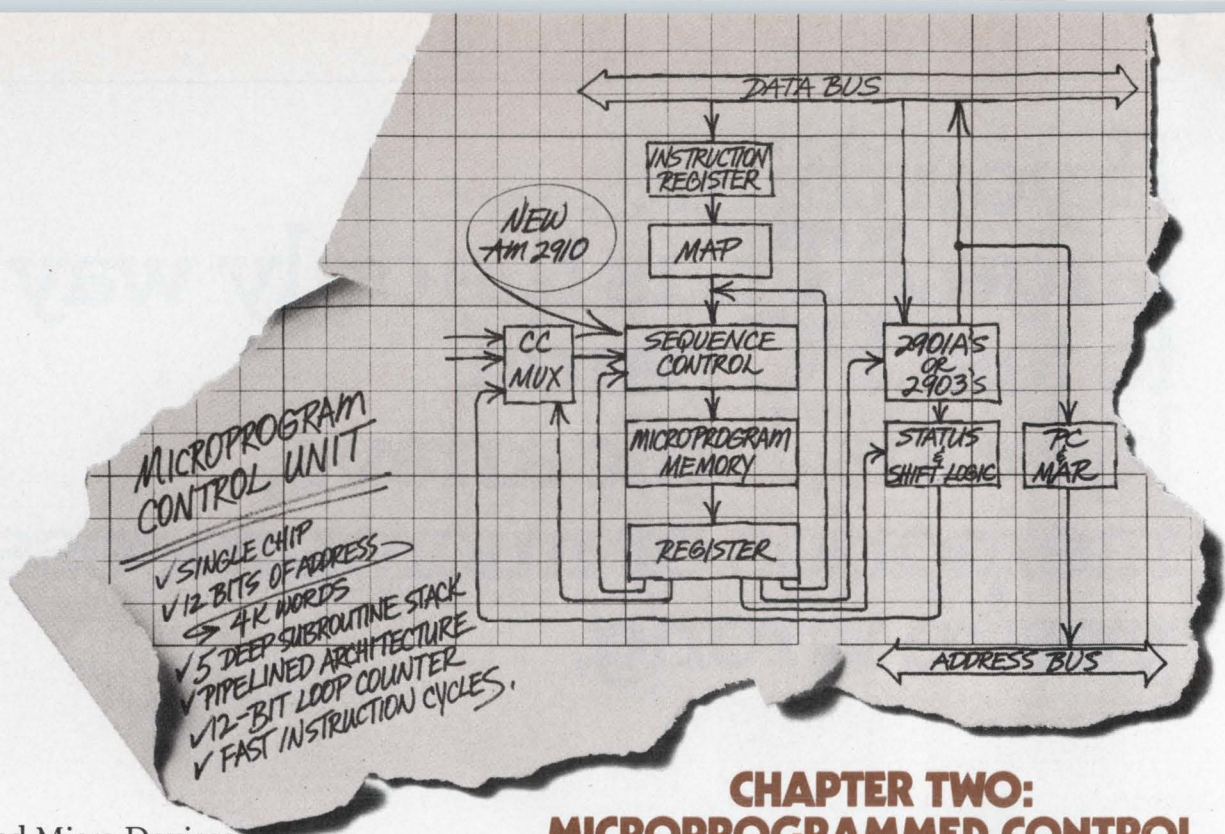 DATA BUS
INSTRUCTION
REGISTER
NEW
AM 2910
MAP
CC
MUX
SEQUENCE
CONTROL
2901A'S
OR
2903'S
MICROPROGRAM
MEMORY
STATUS
&
SHIFT LOGIC
PC
&
MAR
REGISTER
ADDRESS BUS
MICROPROGRAM
CONTROL UNIT
✓ SINGLE CHIP
✓ 12 BITS OF ADDRESS
⇒ 4K WORDS
✓ 5 DEEP SUBROUTINE STACK
✓ PIPELINED ARCHITECTURE
✓ 12-BIT LOOP COUNTER
✓ FAST INSTRUCTION CYCLES.
CHAPTER TWO:
MICROPROGRAMMED CONTROL